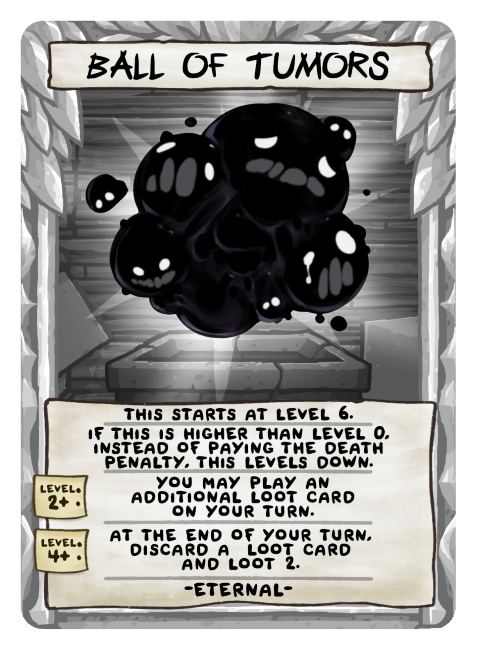 BALL OF TUMORS
THIS STARTS AT LEVEL 6.
IF THIS IS HIGHER THAN LEVEL 0,
INSTEAD OF PAYING THE DEATH
PENALTY, THIS LEVELS DOWN.
LEVEL.
2+.
YOU MAY PLAY AN
ADDITIONAL LOOT CARD
ON YOUR TURN.
LEVEL.
4+.
AT THE END OF YOUR TURN,
DISCARD A LOOT CARD
AND LOOT 2.
-ETERNAL-